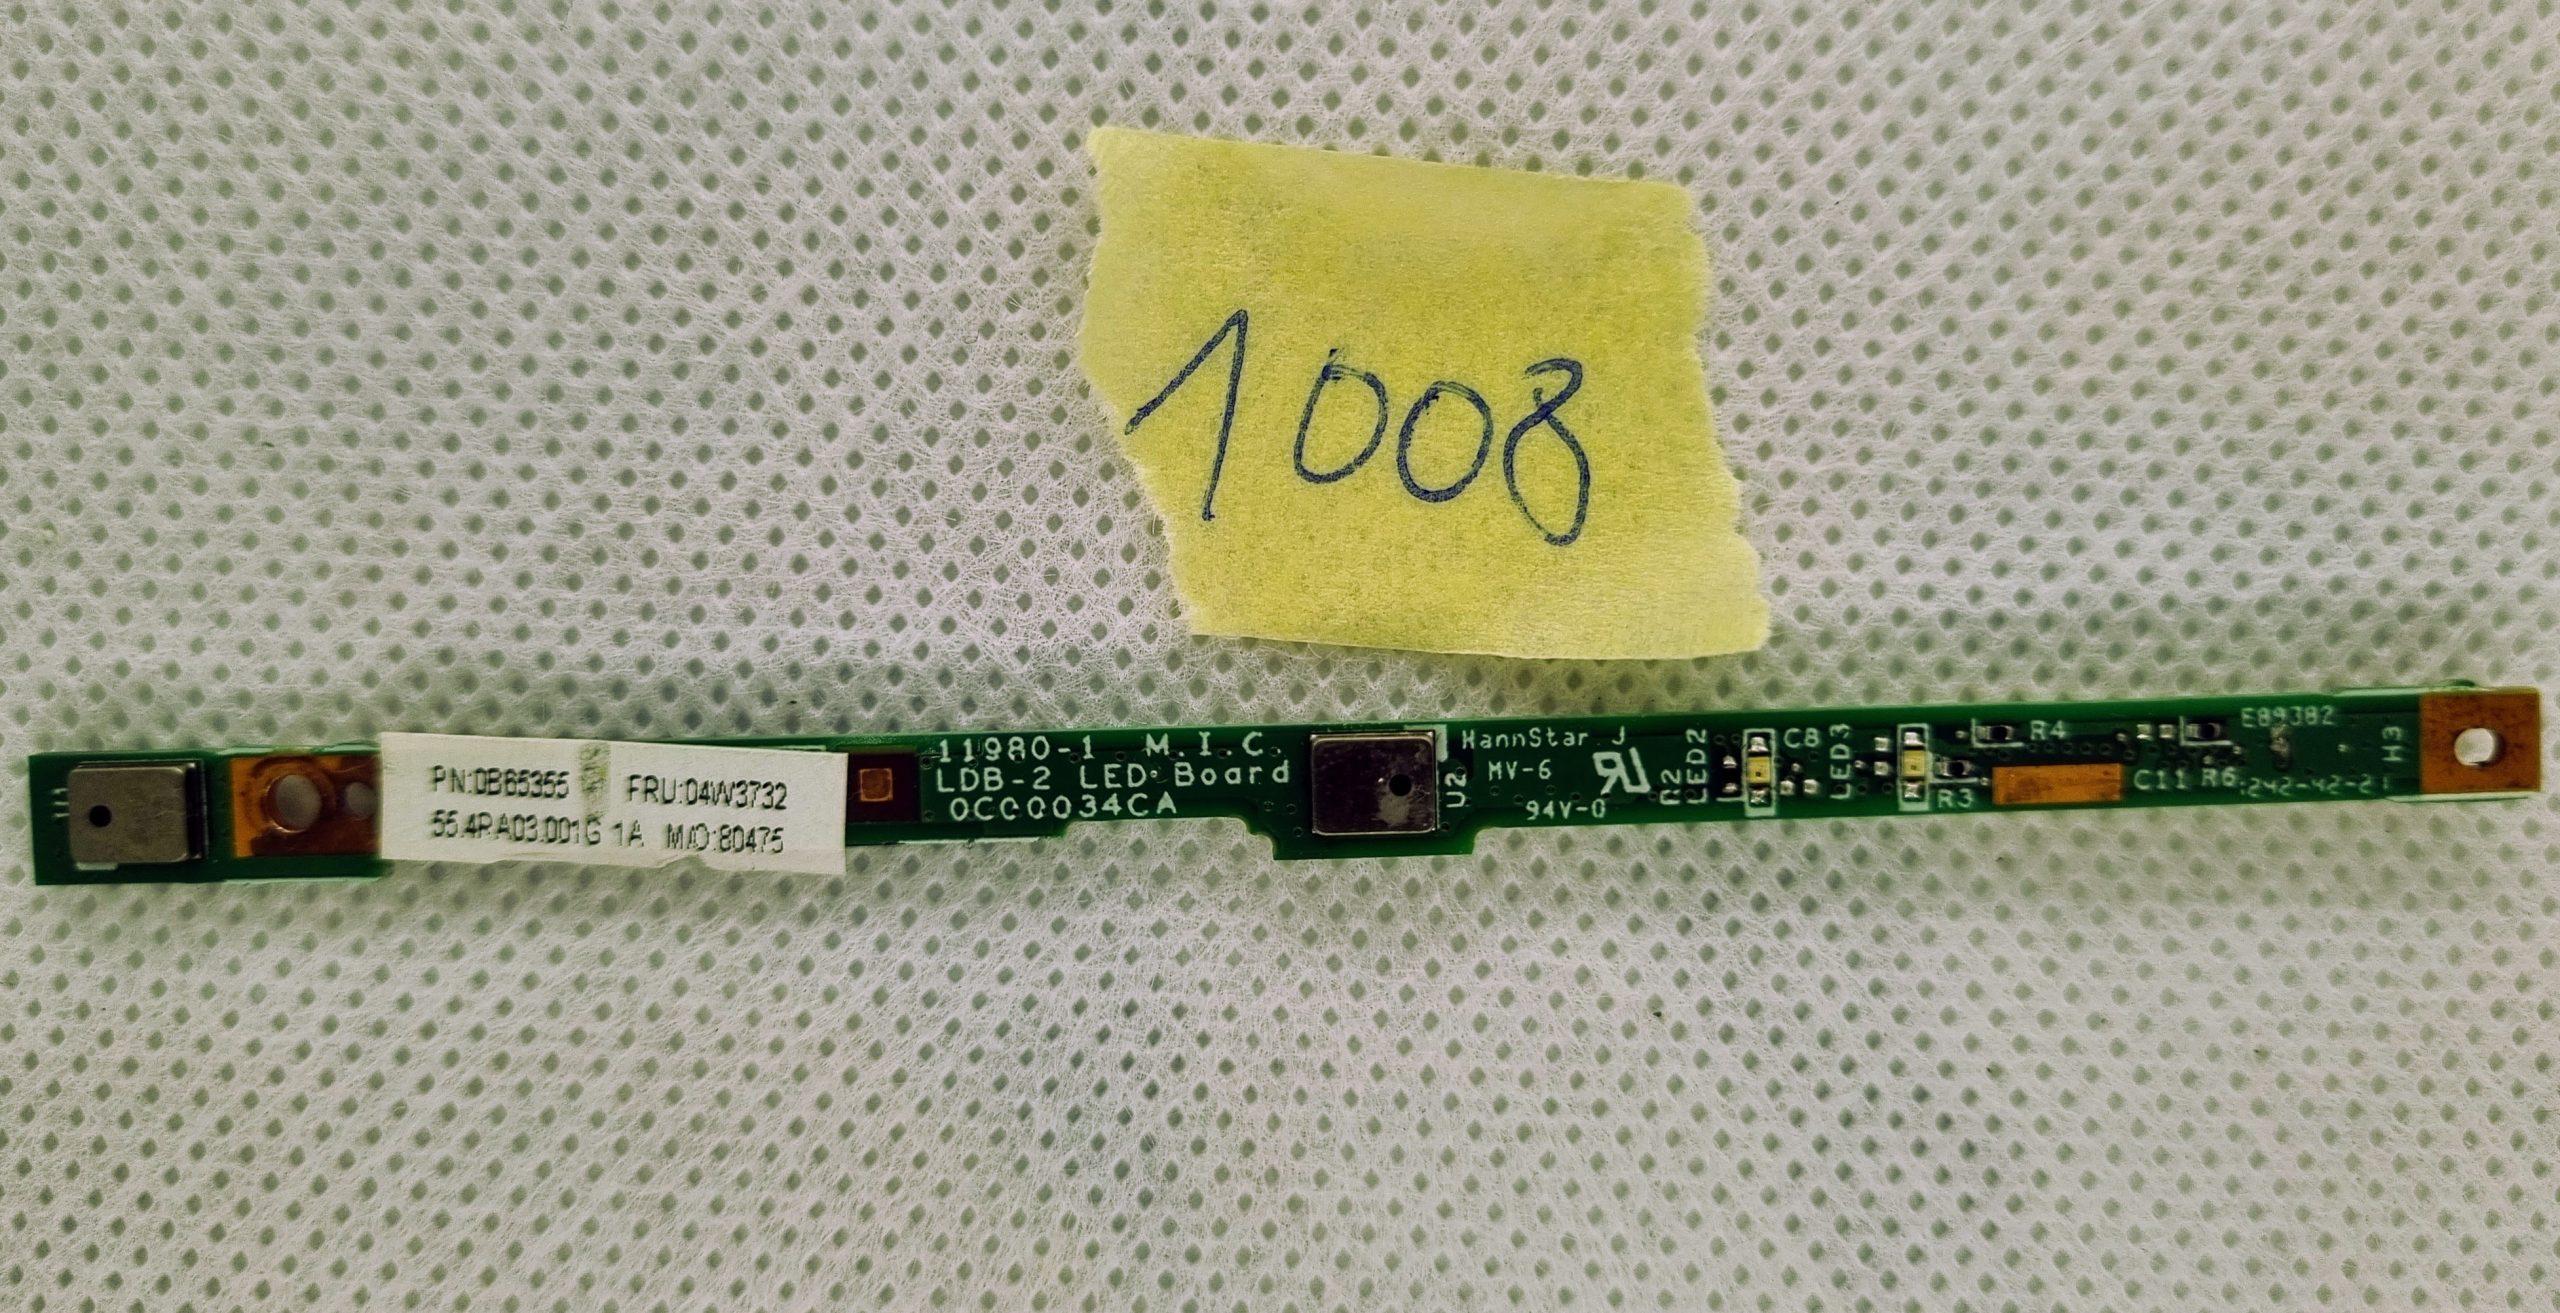 1008
PN:0B65355 FRU:04W3732
55.4RA03.001G 1A M/O:80475
11980-1 M.I.C.
LDB-2 LED Board
0C00034CA
U2
HannStar J
MV-6
94V-0
R2
LED2
C8
LED3
R3
R4
C11 R6
E89382
H3